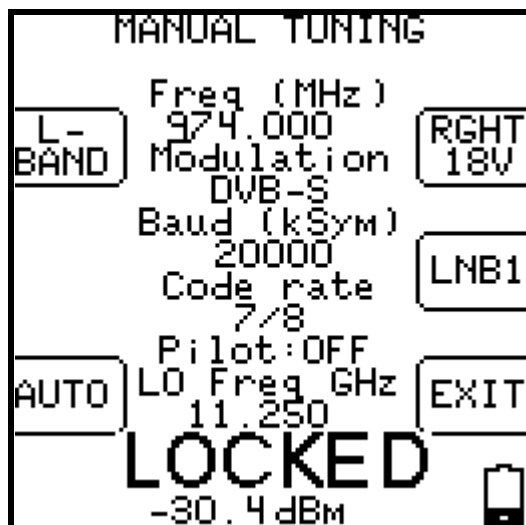 MANUAL TUNING
Freq (MHz)
974.000
L-
BAND
RGHT
18V
Modulation
DVB-S
Baud (kSym)
20000
LNB1
Code rate
7/8
Pilot:OFF
AUTO
LO Freq GHz
11.250
EXIT
LOCKED
-30.4dBm